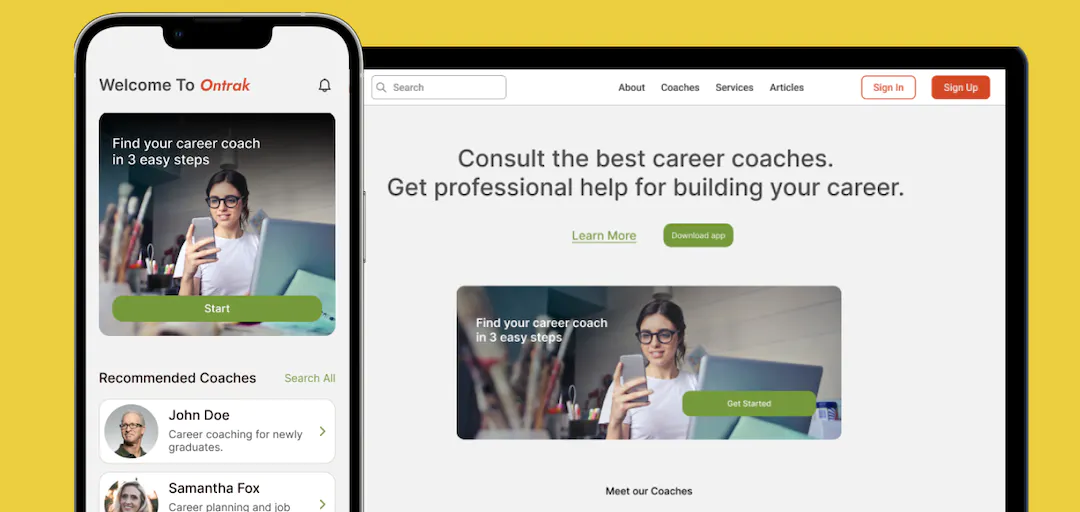 Welcome To Ontrak
Find your career coach
in 3 easy steps
Start
Recommended Coaches
Search All
John Doe
Career coaching for newly
graduates.
Samantha Fox
Career planning and job
Search
About
Coaches
Services
Articles
Sign In
Sign Up
Consult the best career coaches.
Get professional help for building your career.
Learn More
Download app
Find your career coach
in 3 easy steps
Get Started
Meet our Coaches